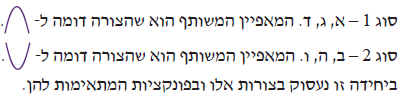 סוג 1 – א, ג, ד. המאפיין המשותף הוא שהצורה דומה ל-
סוג 2 – ב, ה, ו. המאפיין המשותף הוא שהצורה דומה ל-
ביחידה זו נעסוק בצורות אלו ובפונקציות המתאימות להן.